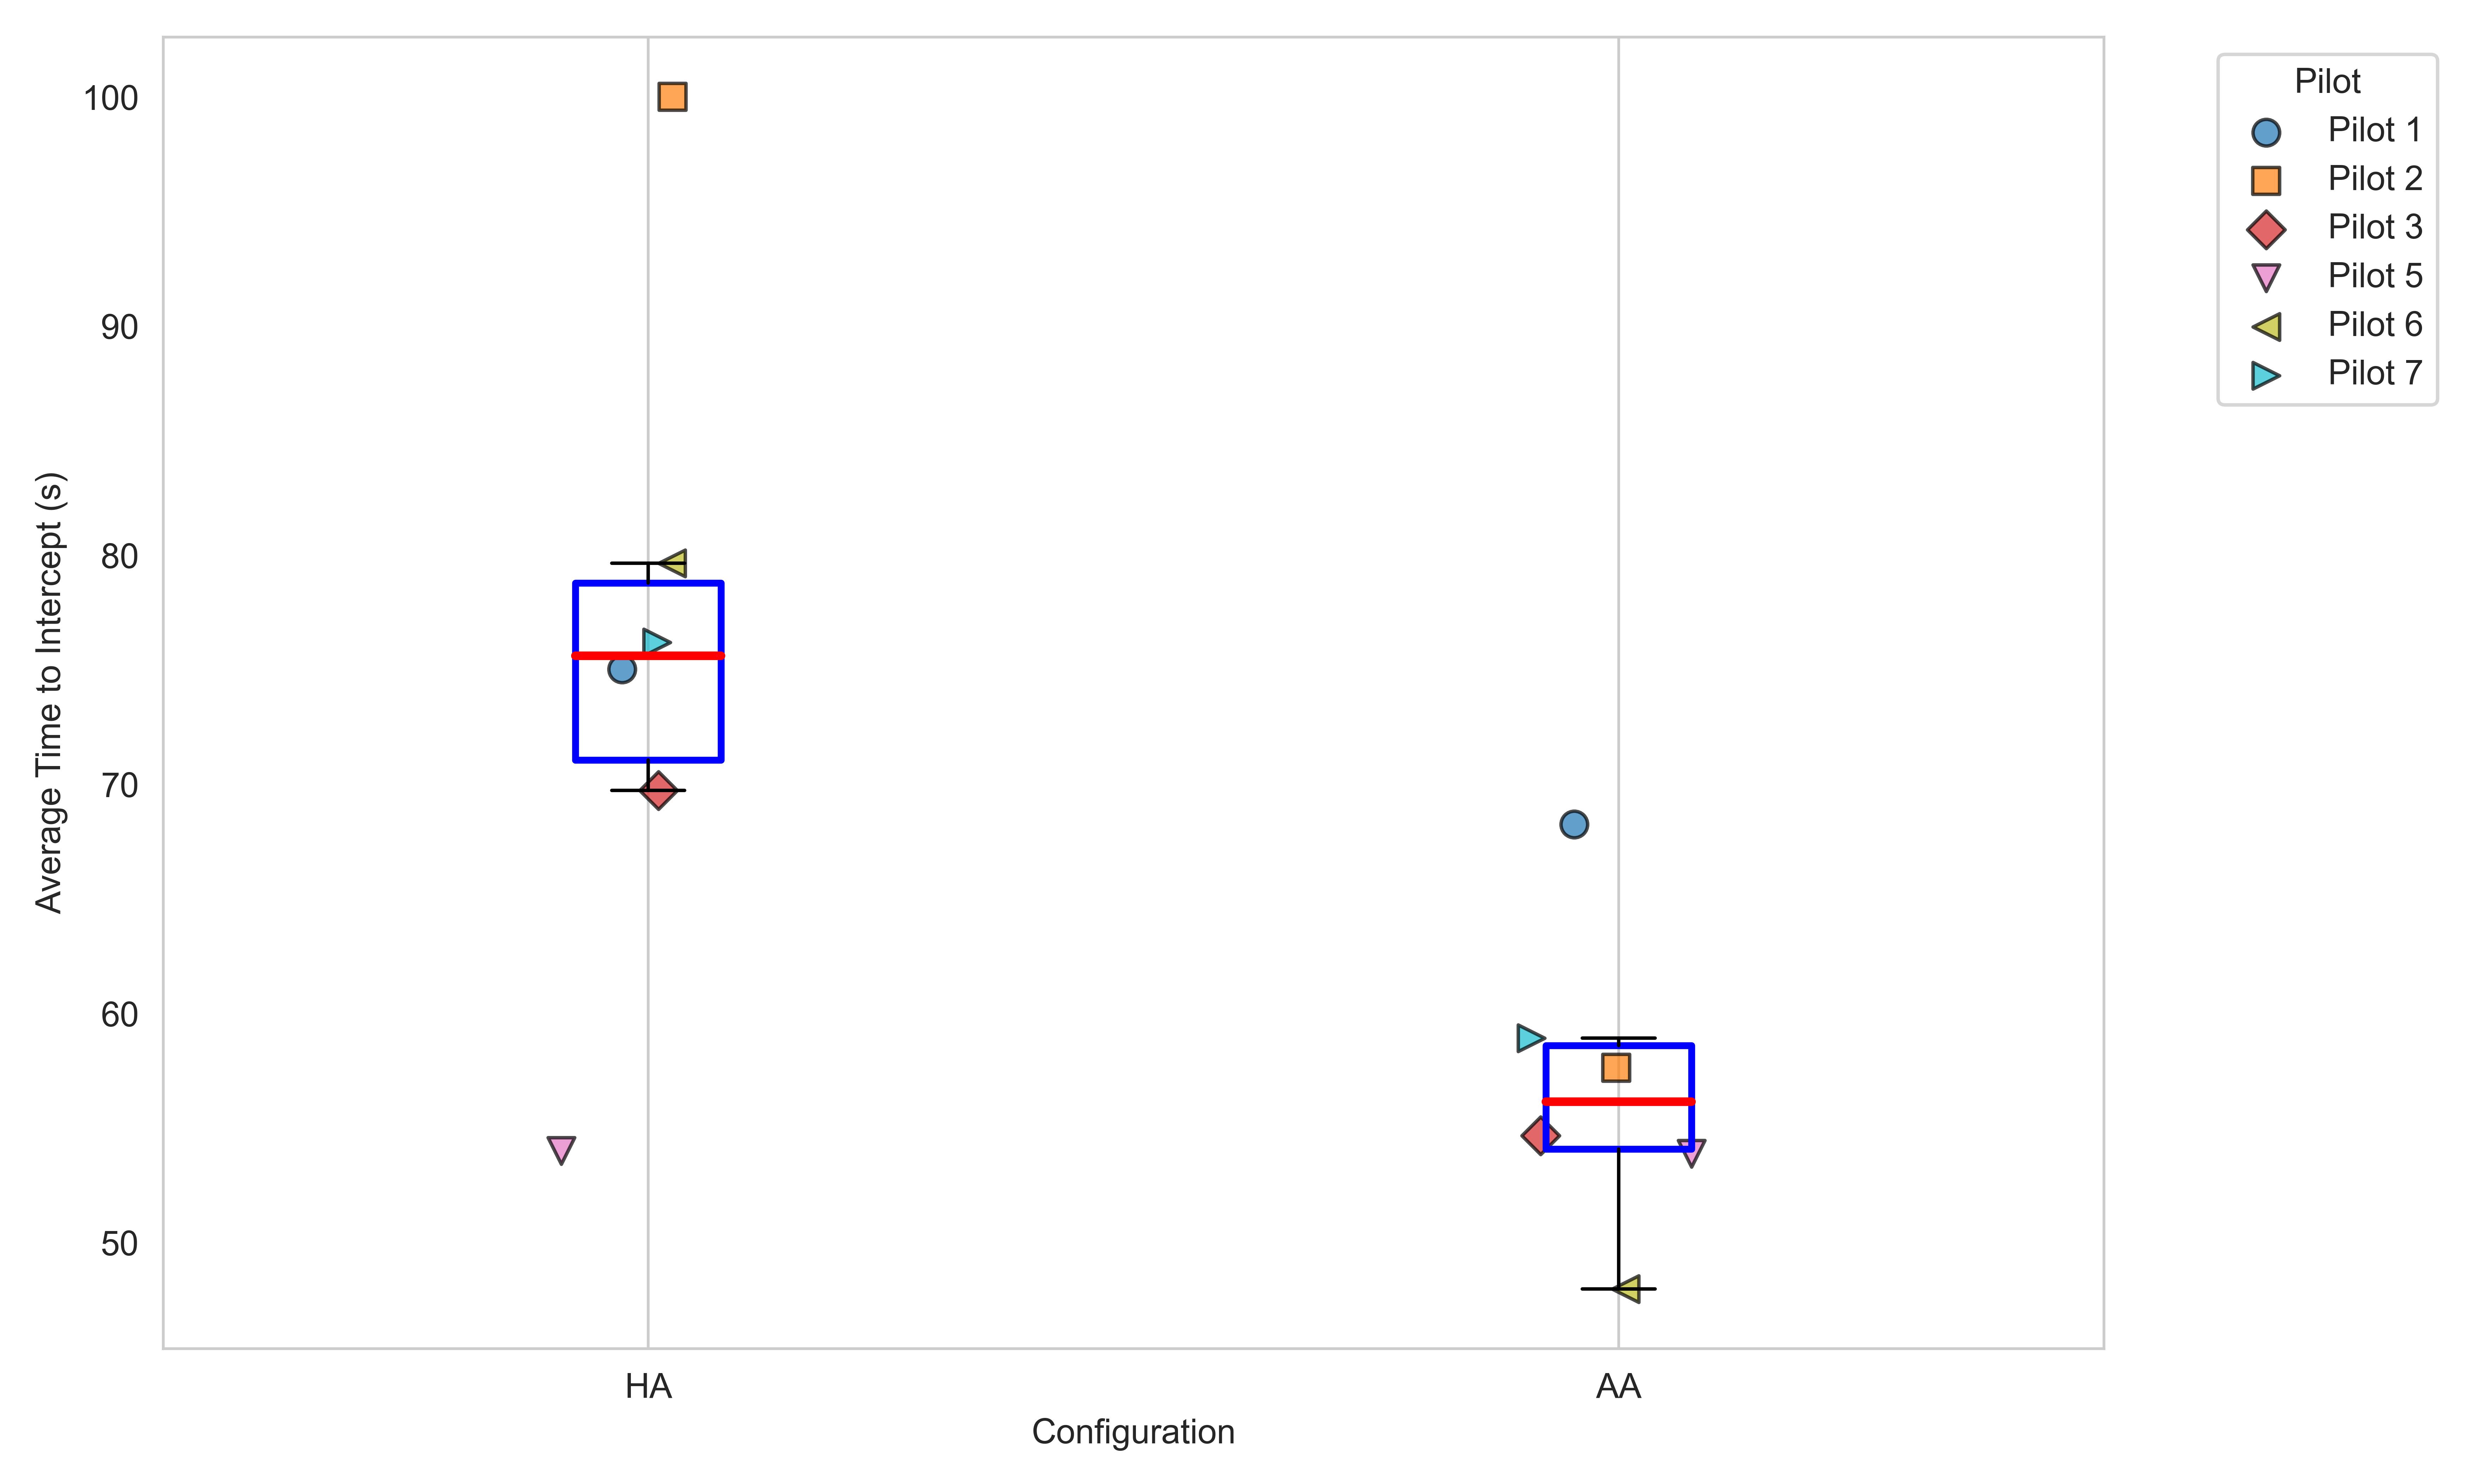 100
90
80
70
60
50
Average Time to Intercept (s)
HA
AA
Configuration
Pilot
Pilot 1
Pilot 2
Pilot 3
Pilot 5
Pilot 6
Pilot 7